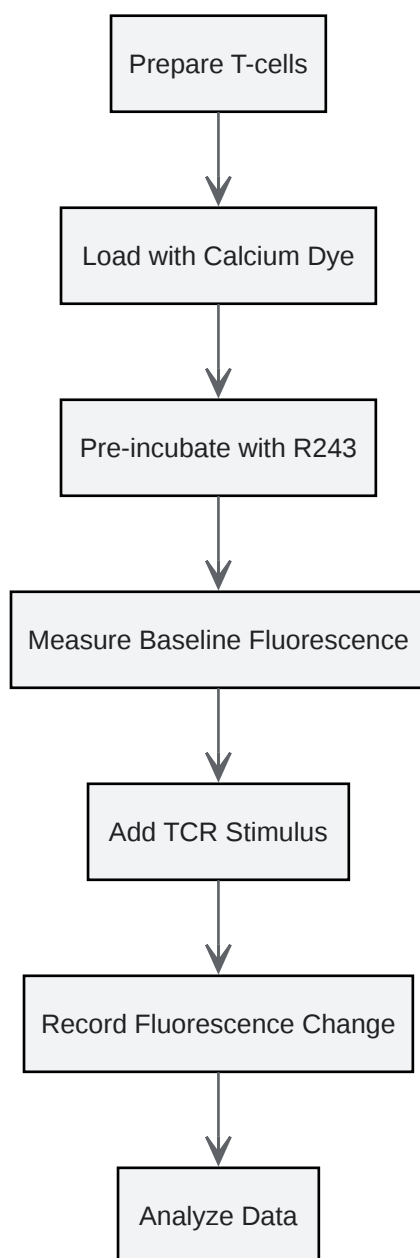 Prepare T-cells
Load with Calcium Dye
Pre-incubate with R243
Measure Baseline Fluorescence
Add TCR Stimulus
Record Fluorescence Change
Analyze Data